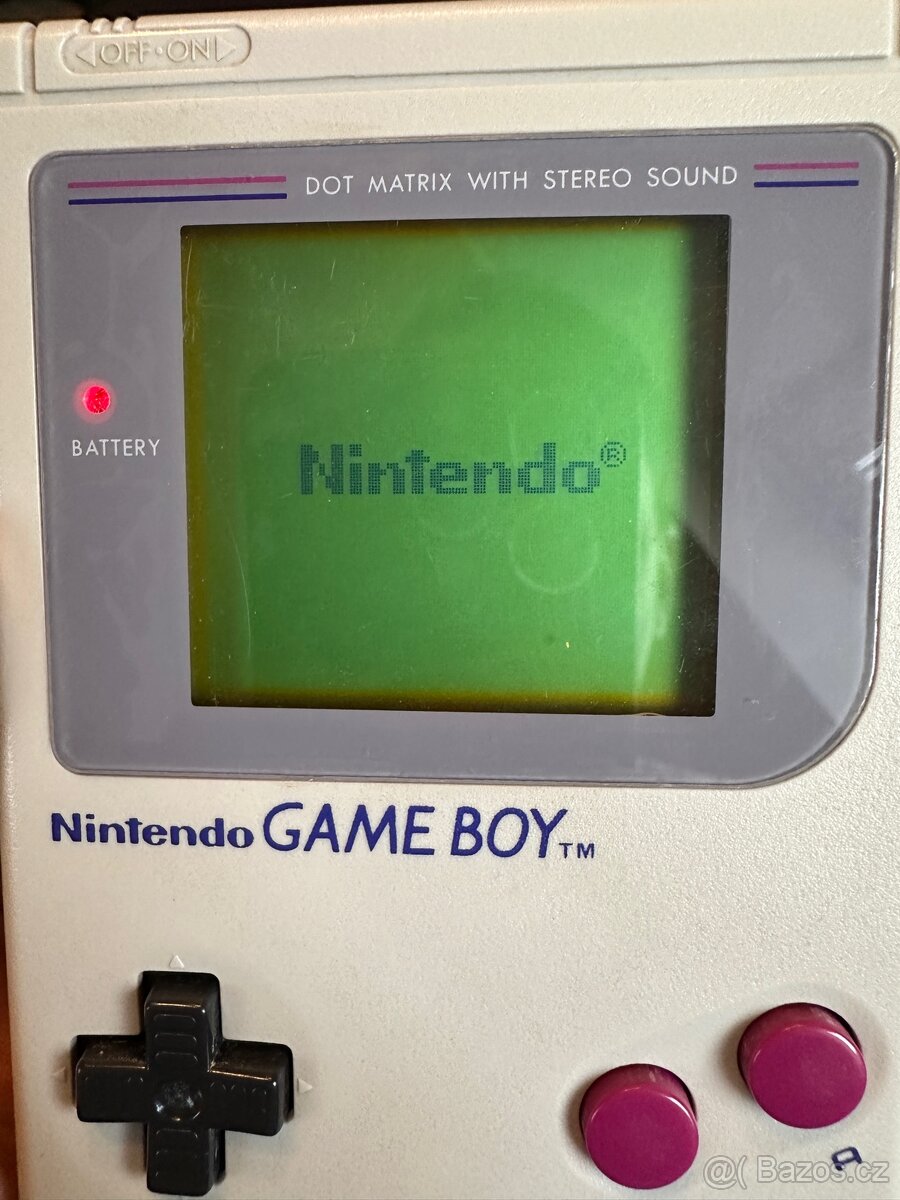 OFF•ON
DOT MATRIX WITH STEREO SOUND
BATTERY
Nintendo®
Nintendo GAME BOY™
A
@( Bazos.cz